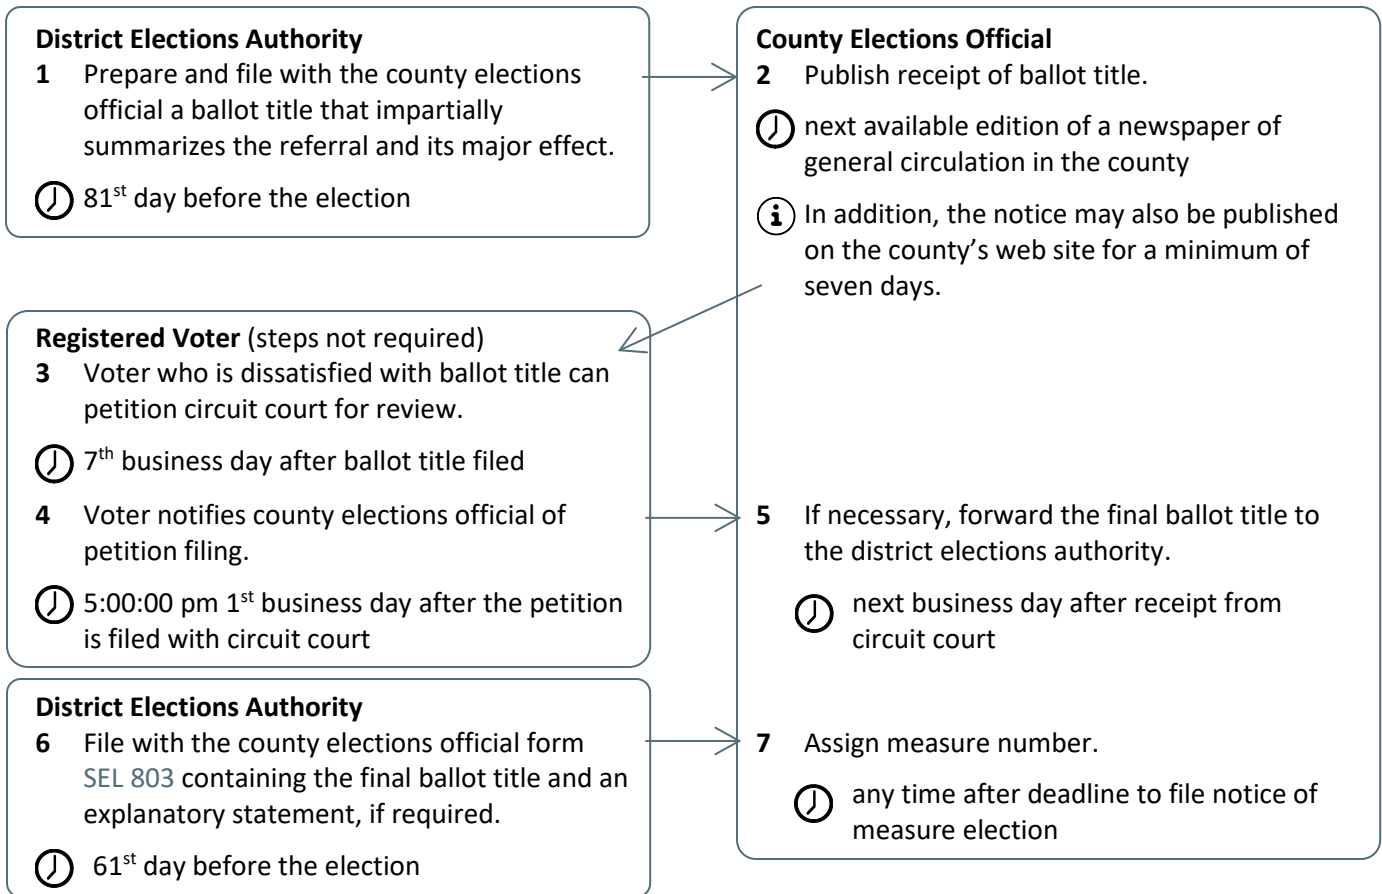 District Elections Authority
1 Prepare and file with the county elections
official a ballot title that impartially
summarizes the referral and its major effect.
81st day before the election
County Elections Official
2 Publish receipt of ballot title.
next available edition of a newspaper of
general circulation in the county
In addition, the notice may also be published
on the county’s web site for a minimum of
seven days.
Registered Voter (steps not required)
3 Voter who is dissatisfied with ballot title can
petition circuit court for review.
7th business day after ballot title filed
4 Voter notifies county elections official of
petition filing.
5:00:00 pm 1st business day after the petition
is filed with circuit court
5 If necessary, forward the final ballot title to
the district elections authority.
next business day after receipt from
circuit court
District Elections Authority
6 File with the county elections official form
SEL 803 containing the final ballot title and an
explanatory statement, if required.
61st day before the election
7 Assign measure number.
any time after deadline to file notice of
measure election